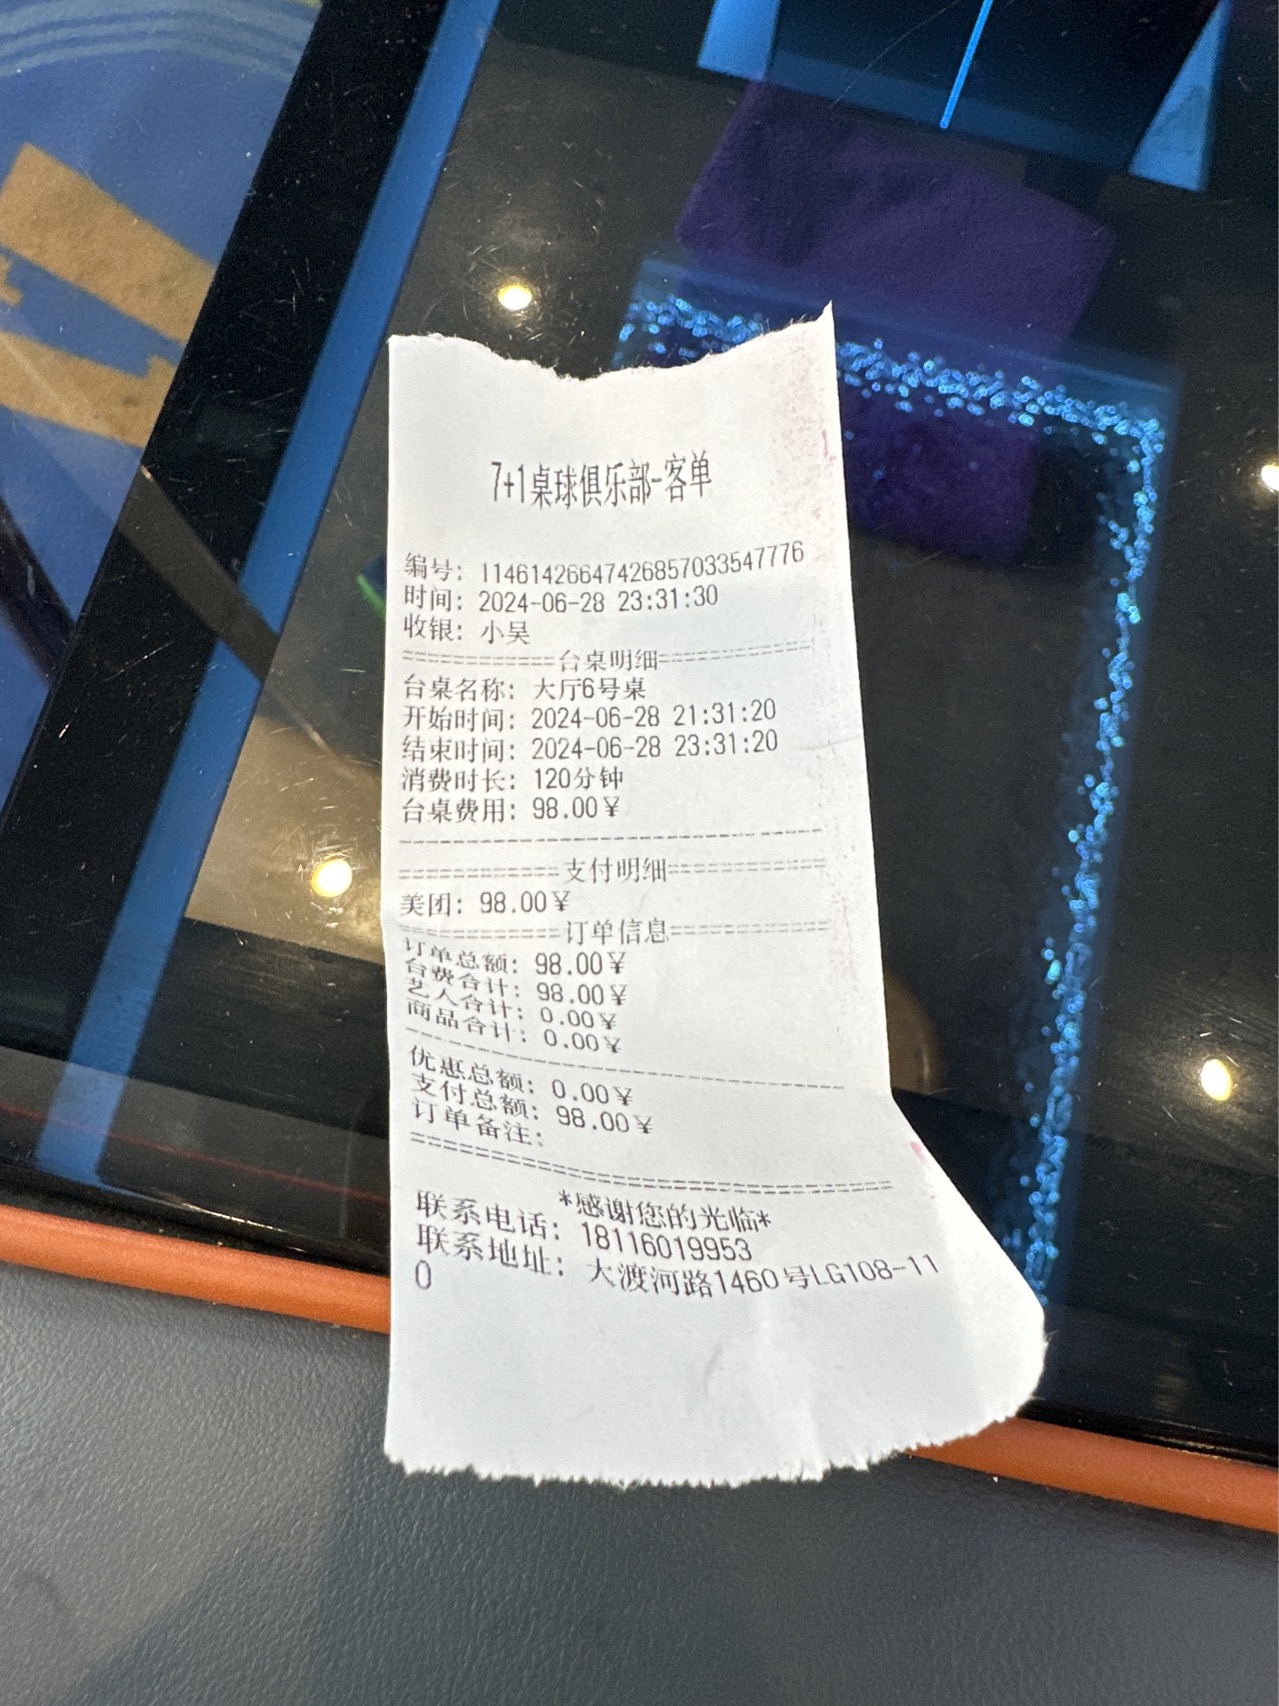 7+1桌球俱乐部-客单
编号: 1146142664742685703354​7776
时间: 2024-06-28 23:31:30
收银: 小吴
============台桌明细============
台桌名称: 大厅6号桌
开始时间: 2024-06-28 21:31:20
结束时间: 2024-06-28 23:31:20
消费时长: 120分钟
台桌费用: 98.00¥
--------------------------------
============支付明细============
美团: 98.00¥
============订单信息============
订单总额: 98.00¥
台费合计: 98.00¥
艺人合计: 0.00¥
商品合计: 0.00¥
--------------------------------
优惠总额: 0.00¥
支付总额: 98.00¥
订单备注:
================================
*感谢您的光临*
联系电话: 18116019953
联系地址: 大渡河路1460号LG108-11
0